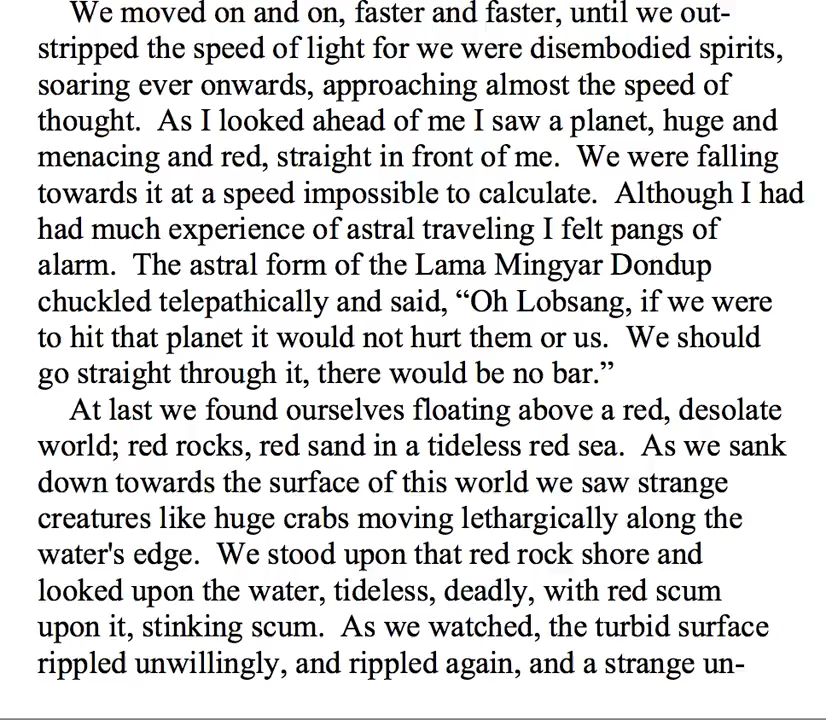 We moved on and on, faster and faster, until we out-
stripped the speed of light for we were disembodied spirits,
soaring ever onwards, approaching almost the speed of
thought. As I looked ahead of me I saw a planet, huge and
menacing and red, straight in front of me. We were falling
towards it at a speed impossible to calculate. Although I had
had much experience of astral traveling I felt pangs of
alarm. The astral form of the Lama Mingyar Dondup
chuckled telepathically and said, “Oh Lobsang, if we were
to hit that planet it would not hurt them or us. We should
go straight through it, there would be no bar.”
At last we found ourselves floating above a red, desolate
world; red rocks, red sand in a tideless red sea. As we sank
down towards the surface of this world we saw strange
creatures like huge crabs moving lethargically along the
water's edge. We stood upon that red rock shore and
looked upon the water, tideless, deadly, with red scum
upon it, stinking scum. As we watched, the turbid surface
rippled unwillingly, and rippled again, and a strange un-